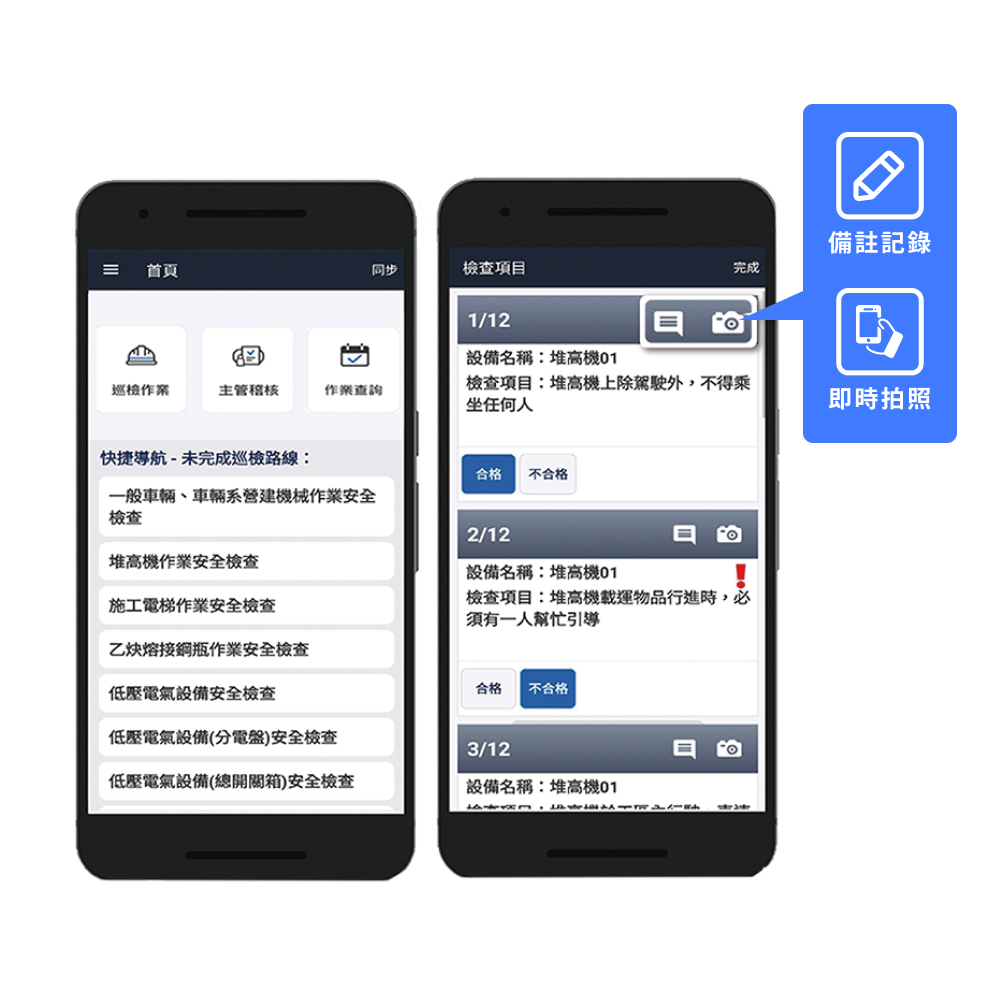 首頁
同步
巡檢作業
主管稽核
作業查詢
快捷導航 - 未完成巡檢路線：
一般車輛、車輛系營建機械作業安全
檢查
堆高機作業安全檢查
施工電梯作業安全檢查
乙炔熔接鋼瓶作業安全檢查
低壓電氣設備安全檢查
低壓電氣設備(分電盤)安全檢查
低壓電氣設備(總開關箱)安全檢查
檢查項目
完成
1/12
設備名稱：堆高機01
檢查項目：堆高機上除駕駛外，不得乘
坐任何人
合格
不合格
2/12
設備名稱：堆高機01
檢查項目：堆高機載運物品行進時，必
須有一人幫忙引導
合格
不合格
3/12
設備名稱：堆高機01
備註記錄
即時拍照